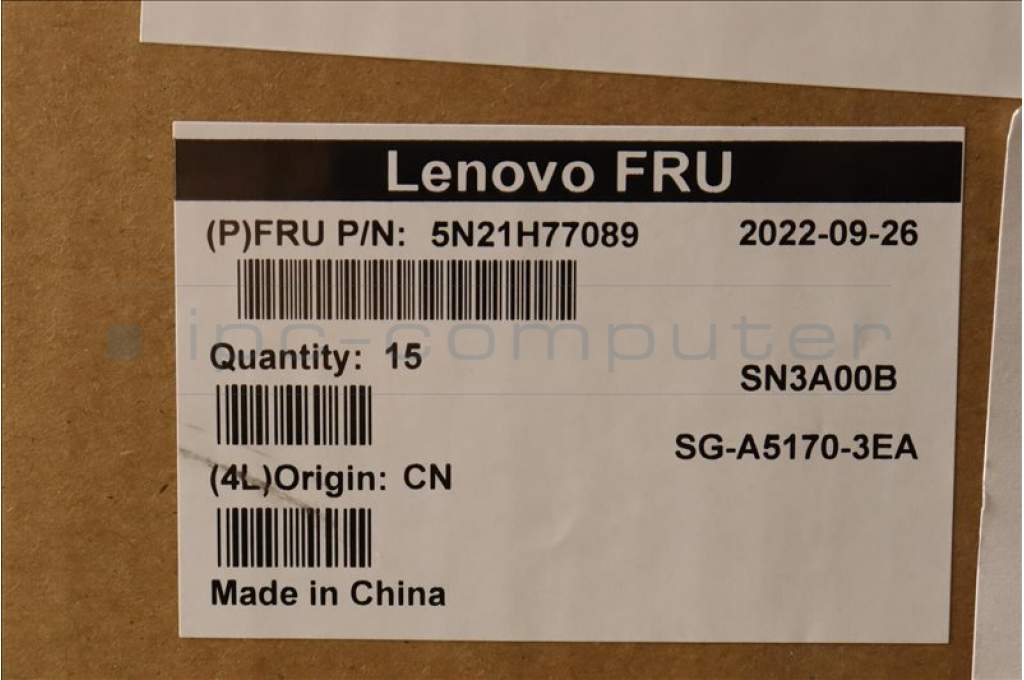 Lenovo FRU
(P)FRU P/N: 5N21H77089 2022-09-26
inc-computer
Quantity: 15
SN3A00B
SG-A5170-3EA
(4L)Origin: CN
Made in China